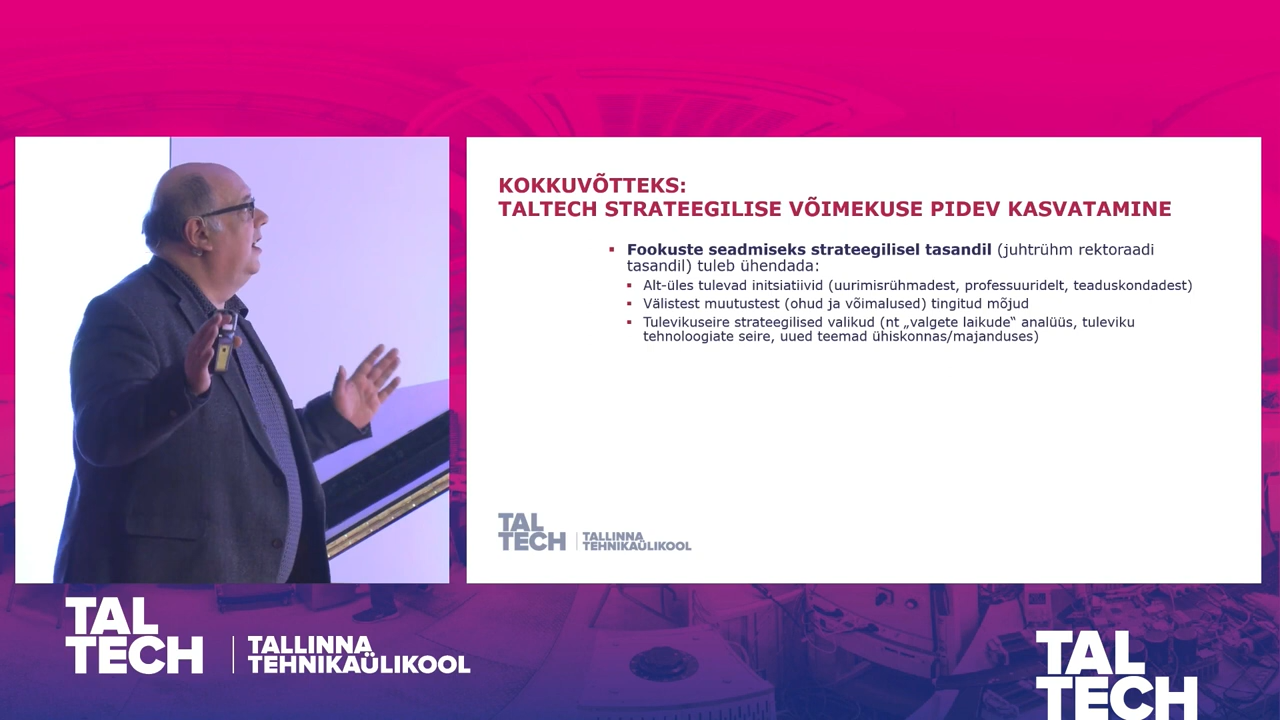 KOKKUVÕTTEKS:
TALTECH STRATEEGILISE VÕIMEKUSE PIDEV KASVATAMINE
Fookuste seadmiseks strateegilisel tasandil (juhtrühm rektoraadi
tasandil) tuleb ühendada:
Alt-üles tulevad initsiatiivid (uurimisrühmadest, professuuridelt, teaduskondadest)
Välistest muutustest (ohud ja võimalused) tingitud mõjud
Tulevikuseire strateegilised valikud (nt „valgete laikude“ analüüs, tuleviku
tehnoloogiate seire, uued teemad ühiskonnas/majanduses)
TAL
TECH
TALLINNA
TEHNIKAÜLIKOOL
TAL
TECH
TALLINNA
TEHNIKAÜLIKOOL
TAL
TECH